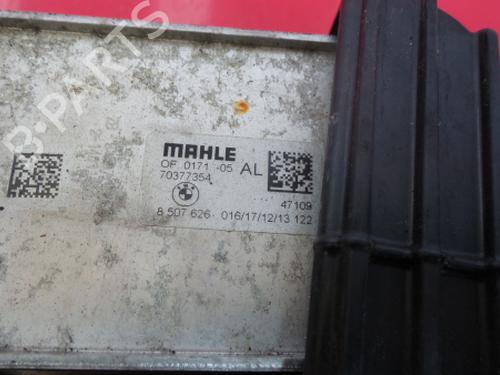 B-PARTS
MAHLE
OF 0171 -05 AL
70377354
47109
8 507 626 016/17/12/13 122